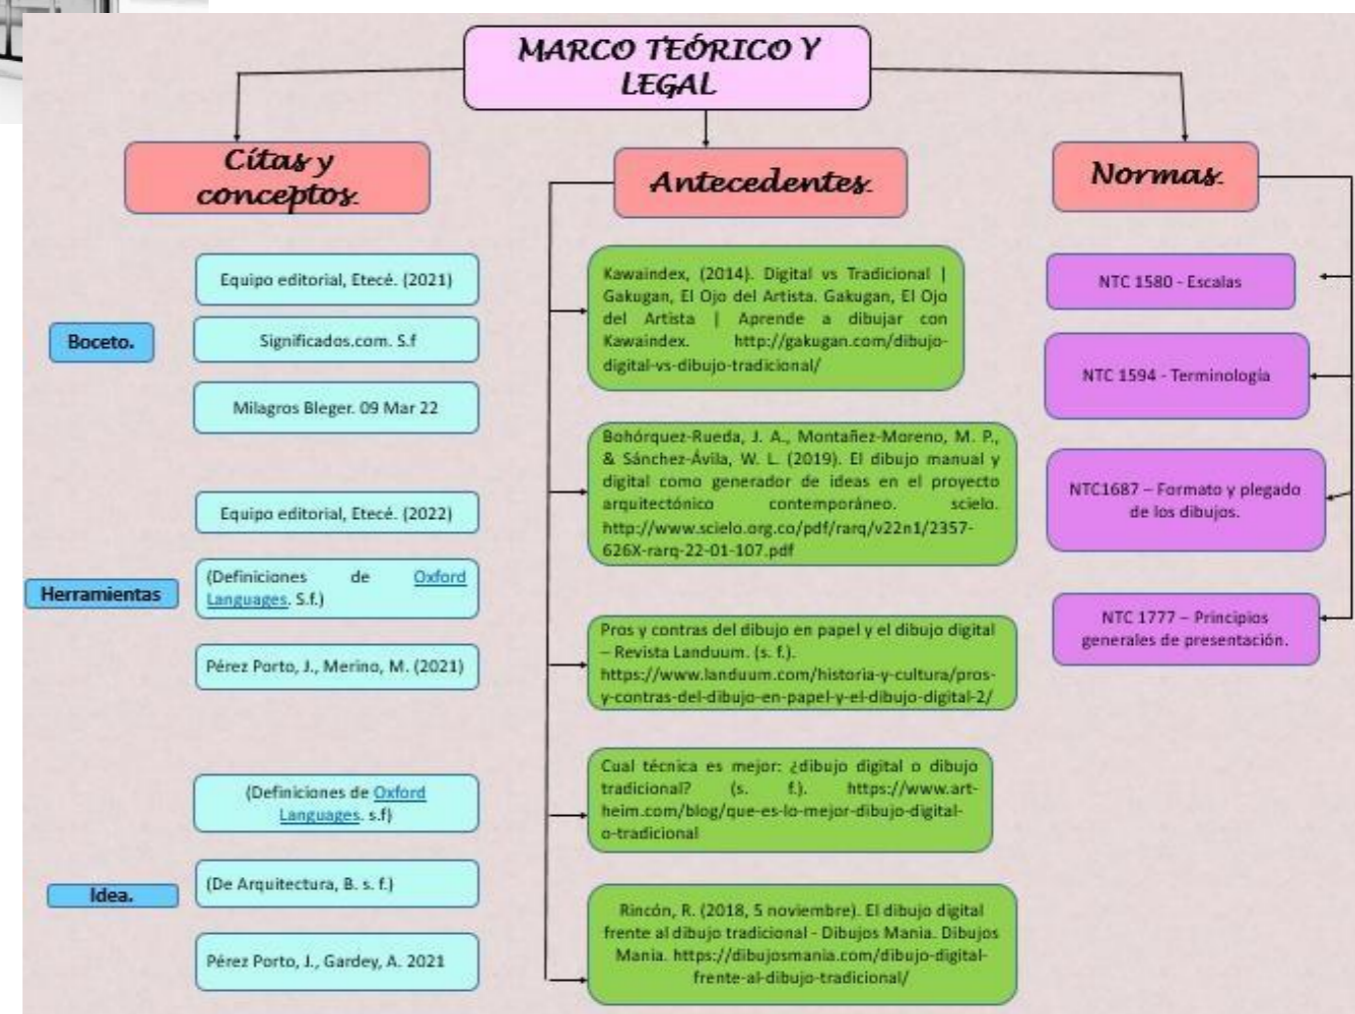 MARCO TEÓRICO Y
LEGAL
Citas y
conceptos.
Boceto.
Equipo editorial, Etecé. (2021)
Significados.com. S.f
Milagros Bleger. 09 Mar 22
Herramientas
Equipo editorial, Etecé. (2022)
(Definiciones de Oxford
Languages. S.f.)
Pérez Porto, J., Merino, M. (2021)
Idea.
(Definiciones de Oxford
Languages. s.f)
(De Arquitectura, B. s. f.)
Pérez Porto, J., Gardey, A. 2021
Antecedentes.
Kawaindex, (2014). Digital vs Tradicional |
Gakugan, El Ojo del Artista. Gakugan, El Ojo
del Artista | Aprende a dibujar con
Kawaindex. http://gakugan.com/dibujo-
digital-vs-dibujo-tradicional/
Bohórquez-Rueda, J. A., Montañez-Moreno, M. P.,
& Sánchez-Ávila, W. L. (2019). El dibujo manual y
digital como generador de ideas en el proyecto
arquitectónico contemporáneo. scielo.
http://www.scielo.org.co/pdf/rarq/v22n1/2357-
626X-rarq-22-01-107.pdf
Pros y contras del dibujo en papel y el dibujo digital
– Revista Landuum. (s. f.).
https://www.landuum.com/historia-y-cultura/pros-
y-contras-del-dibujo-en-papel-y-el-dibujo-digital-2/
Cual técnica es mejor: ¿dibujo digital o dibujo
tradicional? (s. f.). https://www.art-
heim.com/blog/que-es-lo-mejor-dibujo-digital-
o-tradicional
Rincón, R. (2018, 5 noviembre). El dibujo digital
frente al dibujo tradicional - Dibujos Mania. Dibujos
Mania. https://dibujosmania.com/dibujo-digital-
frente-al-dibujo-tradicional/
Normas.
NTC 1580 - Escalas
NTC 1594 - Terminología
NTC1687 – Formato y plegado
de los dibujos.
NTC 1777 – Principios
generales de presentación.